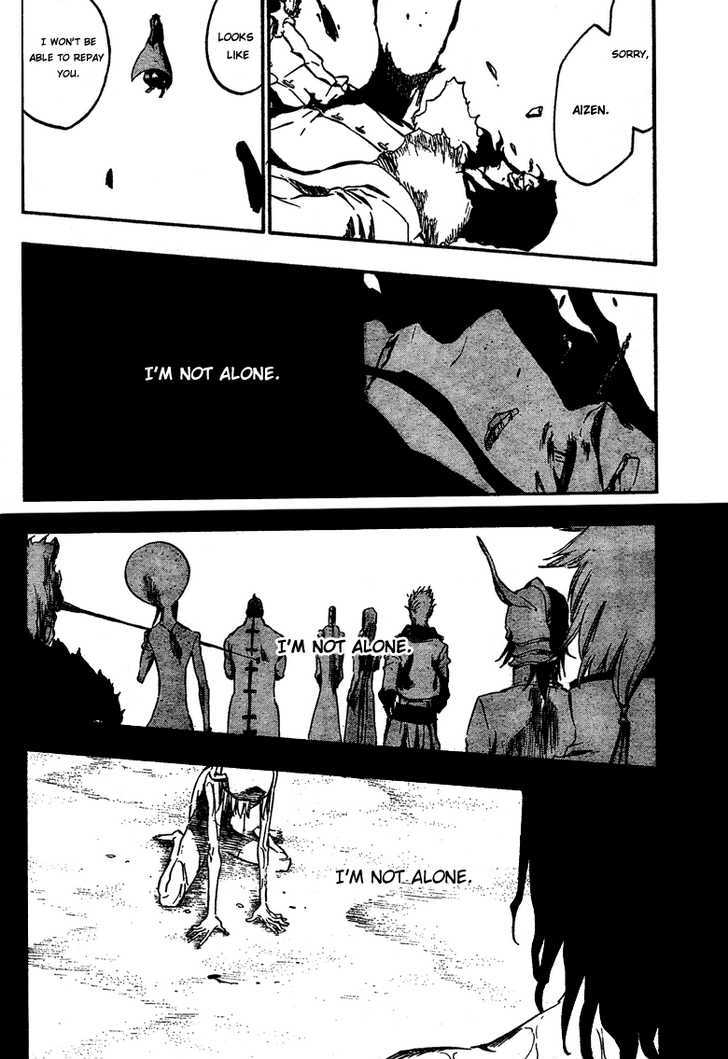 SORRY,
AIZEN.
LOOKS
LIKE
I WON'T BE
ABLE TO REPAY
YOU.
I'M NOT ALONE.
I'M NOT ALONE.
I'M NOT ALONE.